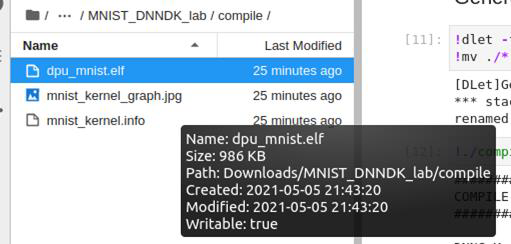 / ··· / MNIST_DNNDK_lab / compile /
Name Last Modified
dpu_mnist.elf 25 minutes ago
mnist_kernel_graph.jpg 25 minutes ago
mnist_kernel.info 25 minutes ago
Name: dpu_mnist.elf
Size: 986 KB
Path: Downloads/MNIST_DNNDK_lab/compile
Created: 2021-05-05 21:43:20
Modified: 2021-05-05 21:43:20
Writable: true
[11]: !dlet -
!mv ./*
[DLet]Ge
*** stac
renamed
COMPILE
########